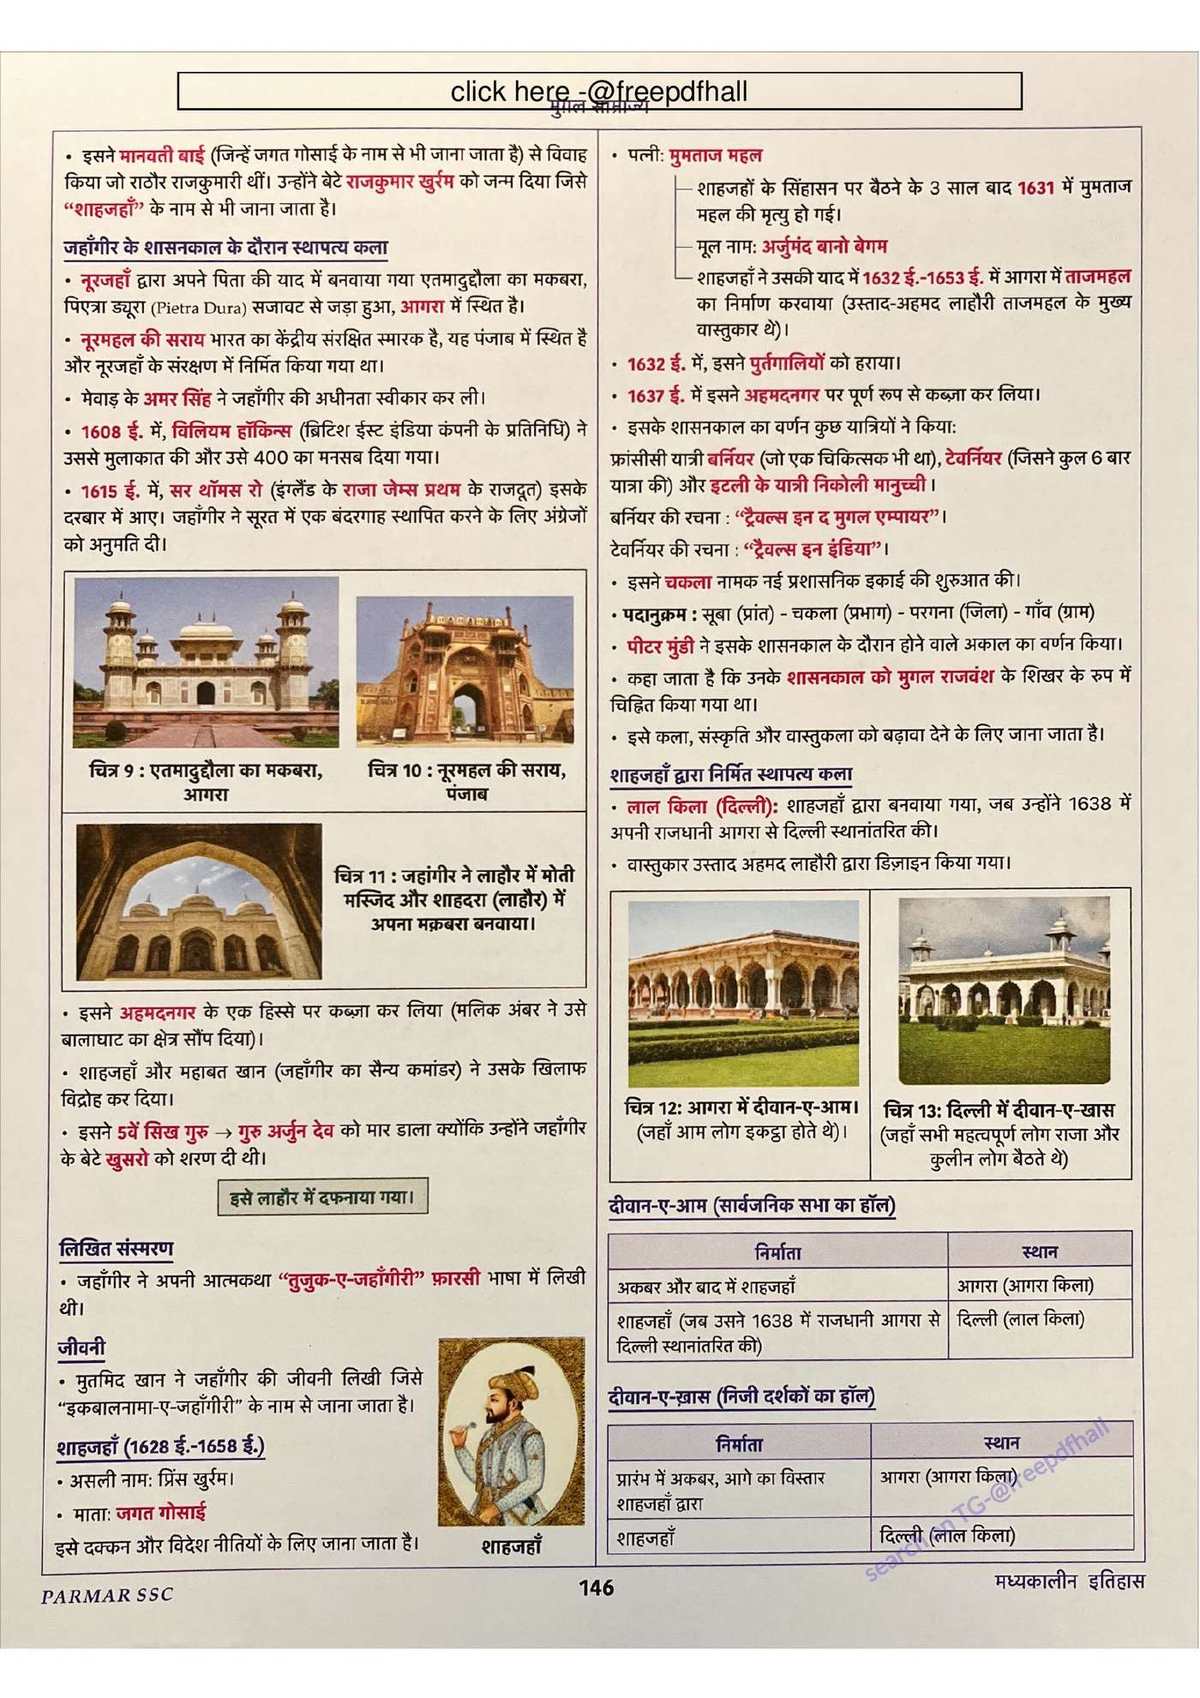 click here -@freepdfhall
मुग़ल साम्राज्य
• इसने मानवती बाई (जिन्हें जगत गोसाई के नाम से भी जाना जाता है) से विवाह
किया जो राठौर राजकुमारी थीं। उन्होंने बेटे राजकुमार खुर्रम को जन्म दिया जिसे
“शाहजहाँ” के नाम से भी जाना जाता है।
जहाँगीर के शासनकाल के दौरान स्थापत्य कला
• नूरजहाँ द्वारा अपने पिता की याद में बनवाया गया एतमादुद्दौला का मकबरा,
पिएत्रा ड्यूरा (Pietra Dura) सजावट से जड़ा हुआ, आगरा में स्थित है।
• नूरमहल की सराय भारत का केंद्रीय संरक्षित स्मारक है, यह पंजाब में स्थित है
और नूरजहाँ के संरक्षण में निर्मित किया गया था।
• मेवाड़ के अमर सिंह ने जहाँगीर की अधीनता स्वीकार कर ली।
• 1608 ई. में, विलियम हॉकिन्स (ब्रिटिश ईस्ट इंडिया कंपनी के प्रतिनिधि) ने
उससे मुलाकात की और उसे 400 का मनसब दिया गया।
• 1615 ई. में, सर थॉमस रो (इंग्लैंड के राजा जेम्स प्रथम के राजदूत) इसके
दरबार में आए। जहाँगीर ने सूरत में एक बंदरगाह स्थापित करने के लिए अंग्रेजों
को अनुमति दी।
चित्र 9 : एतमादुद्दौला का मकबरा,
आगरा
चित्र 10 : नूरमहल की सराय,
पंजाब
चित्र 11 : जहांगीर ने लाहौर में मोती
मस्जिद और शाहदरा (लाहौर) में
अपना मक़बरा बनवाया।
• इसने अहमदनगर के एक हिस्से पर कब्ज़ा कर लिया (मलिक अंबर ने उसे
बालाघाट का क्षेत्र सौंप दिया)।
• शाहजहाँ और महाबत खान (जहाँगीर का सैन्य कमांडर) ने उसके खिलाफ
विद्रोह कर दिया।
• इसने 5वें सिख गुरु → गुरु अर्जुन देव को मार डाला क्योंकि उन्होंने जहाँगीर
के बेटे खुसरो को शरण दी थी।
इसे लाहौर में दफनाया गया।
लिखित संस्मरण
• जहाँगीर ने अपनी आत्मकथा “तुजुक-ए-जहाँगीरी” फ़ारसी भाषा में लिखी
थी।
जीवनी
• मुतमिद खान ने जहाँगीर की जीवनी लिखी जिसे
“इकबालनामा-ए-जहाँगीरी” के नाम से जाना जाता है।
शाहजहाँ (1628 ई.-1658 ई.)
• असली नाम: प्रिंस खुर्रम।
• माता: जगत गोसाई
इसे दक्कन और विदेश नीतियों के लिए जाना जाता है।
शाहजहाँ
• पत्नी: मुमताज महल
शाहजहाँ के सिंहासन पर बैठने के 3 साल बाद 1631 में मुमताज
महल की मृत्यु हो गई।
मूल नाम: अर्जुमंद बानो बेगम
शाहजहाँ ने उसकी याद में 1632 ई.-1653 ई. में आगरा में ताजमहल
का निर्माण करवाया (उस्ताद-अहमद लाहौरी ताजमहल के मुख्य
वास्तुकार थे)।
• 1632 ई. में, इसने पुर्तगालियों को हराया।
• 1637 ई. में इसने अहमदनगर पर पूर्ण रूप से कब्ज़ा कर लिया।
• इसके शासनकाल का वर्णन कुछ यात्रियों ने किया:
फ्रांसीसी यात्री बर्नियर (जो एक चिकित्सक भी था), टेवर्नियर (जिसने कुल 6 बार
यात्रा की) और इटली के यात्री निकोली मानुच्ची ।
बर्नियर की रचना : “ट्रैवल्स इन द मुगल एम्पायर”।
टेवर्नियर की रचना : “ट्रैवल्स इन इंडिया”।
• इसने चकला नामक नई प्रशासनिक इकाई की शुरुआत की।
• पदानुक्रम : सूबा (प्रांत) - चकला (प्रभाग) - परगना (जिला) - गाँव (ग्राम)
• पीटर मुंडी ने इसके शासनकाल के दौरान होने वाले अकाल का वर्णन किया।
• कहा जाता है कि उनके शासनकाल को मुगल राजवंश के शिखर के रुप में
चिह्नित किया गया था।
• इसे कला, संस्कृति और वास्तुकला को बढ़ावा देने के लिए जाना जाता है।
शाहजहाँ द्वारा निर्मित स्थापत्य कला
• लाल किला (दिल्ली): शाहजहाँ द्वारा बनवाया गया, जब उन्होंने 1638 में
अपनी राजधानी आगरा से दिल्ली स्थानांतरित की।
• वास्तुकार उस्ताद अहमद लाहौरी द्वारा डिज़ाइन किया गया।
चित्र 12: आगरा में दीवान-ए-आम।
(जहाँ आम लोग इकट्ठा होते थे)।
चित्र 13: दिल्ली में दीवान-ए-खास
(जहाँ सभी महत्वपूर्ण लोग राजा और
कुलीन लोग बैठते थे)
दीवान-ए-आम (सार्वजनिक सभा का हॉल)
निर्माता स्थान
अकबर और बाद में शाहजहाँ आगरा (आगरा किला)
शाहजहाँ (जब उसने 1638 में राजधानी आगरा से दिल्ली (लाल किला)
दिल्ली स्थानांतरित की)
दीवान-ए-ख़ास (निजी दर्शकों का हॉल)
निर्माता स्थान
प्रारंभ में अकबर, आगे का विस्तार आगरा (आगरा किला)
शाहजहाँ द्वारा
शाहजहाँ दिल्ली (लाल किला)
search on TG-@freepdfhall
PARMAR SSC
146
मध्यकालीन इतिहास